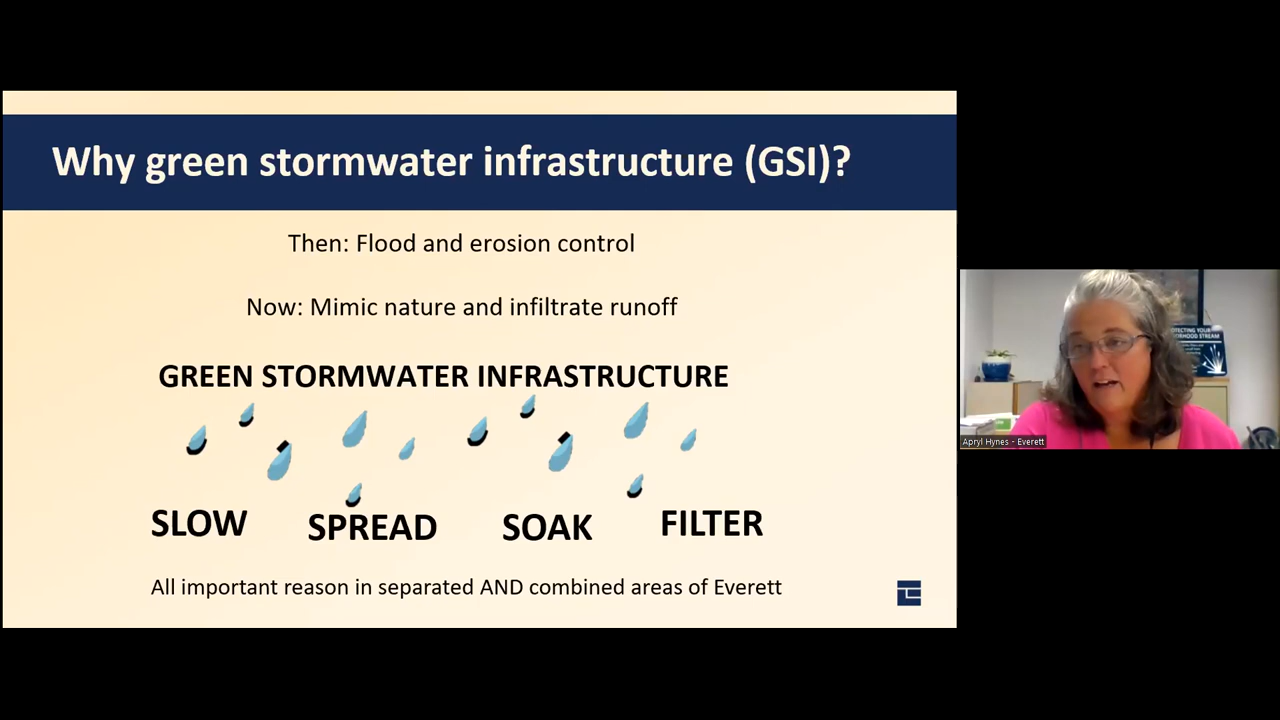 Why green stormwater infrastructure (GSI)?
Then: Flood and erosion control
Now: Mimic nature and infiltrate runoff
GREEN STORMWATER INFRASTRUCTURE
SLOW SPREAD SOAK FILTER
All important reason in separated AND combined areas of Everett
STREAM
Apryl Hynes - Everett